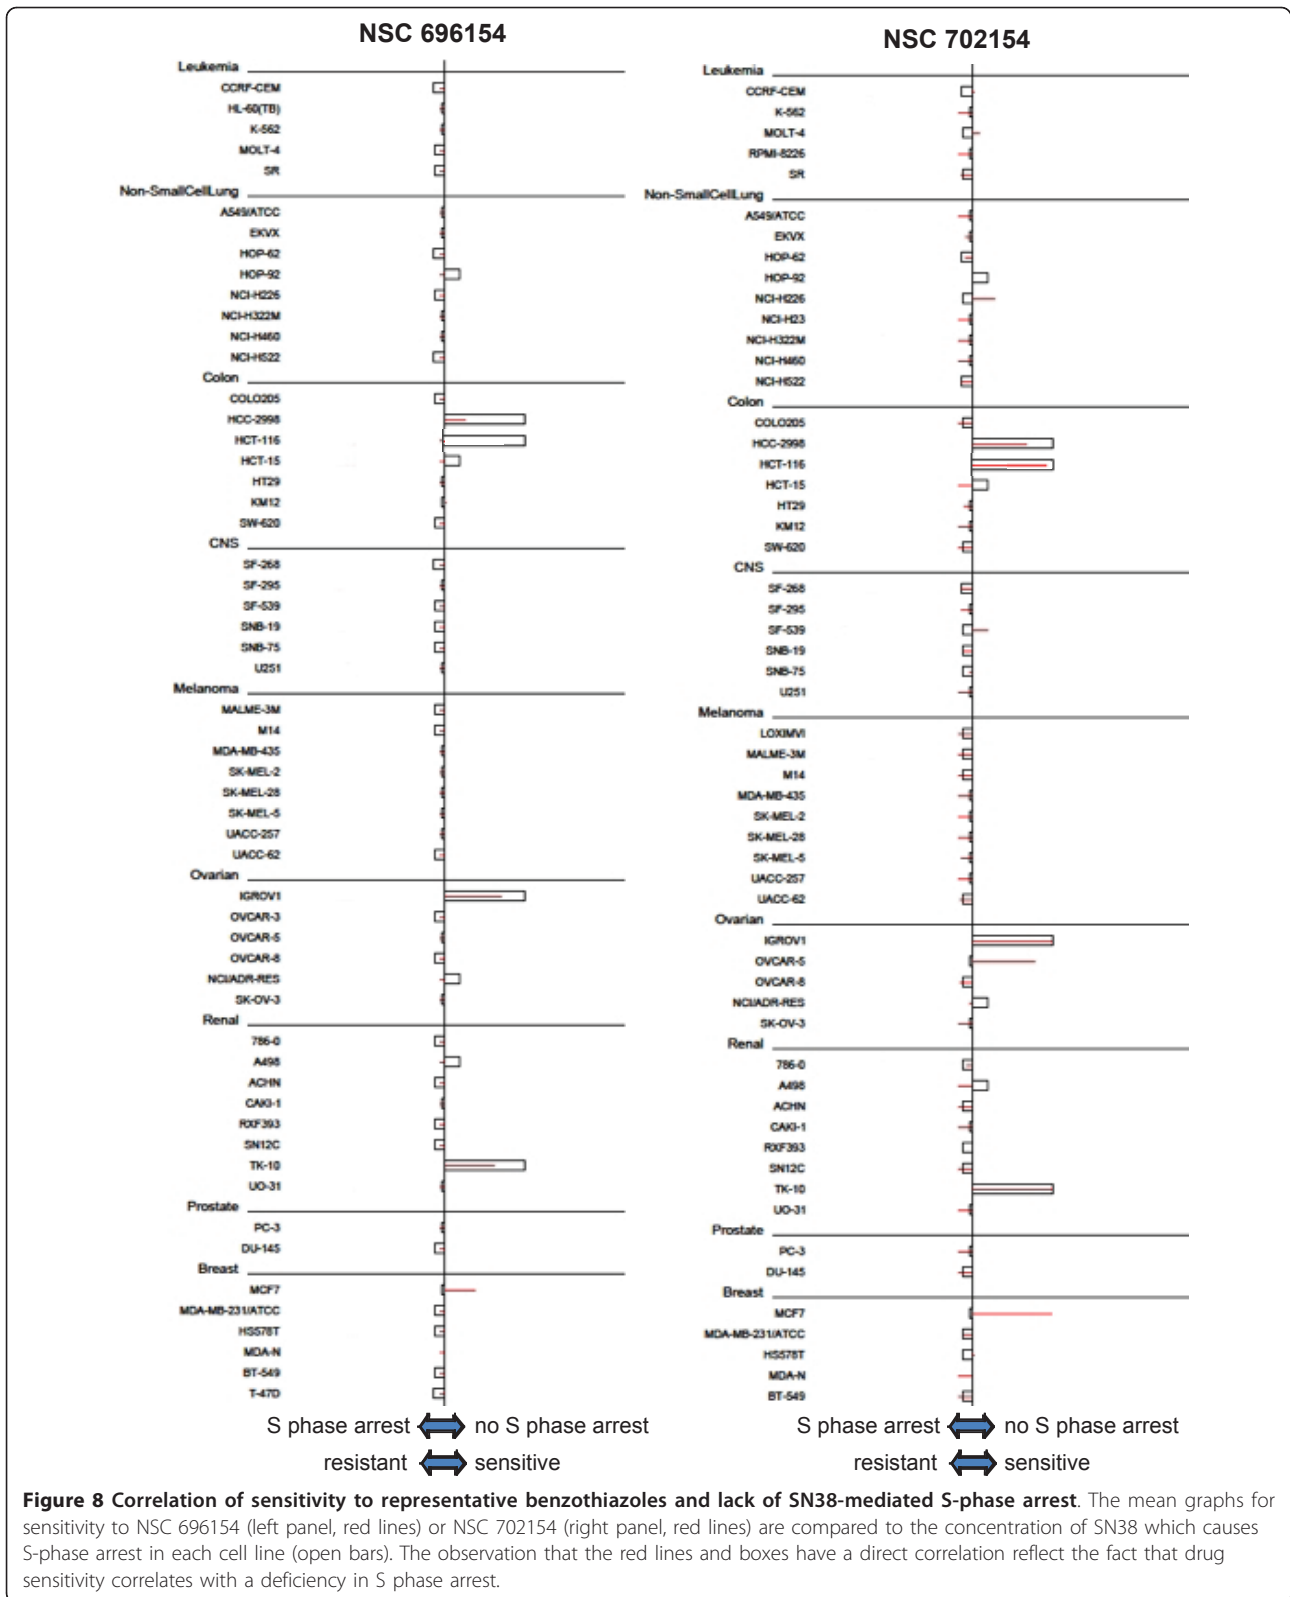 NSC 696154
Leukemia
CCRF-CEM
HL-60(TB)
K-562
MOLT-4
SR
Non-SmallCellLung
A549/ATCC
EKVX
HOP-62
HOP-92
NCI-H226
NCI-H322M
NCI-H460
NCI-H522
Colon
COLO205
HCC-2998
HCT-116
HCT-15
HT29
KM12
SW-620
CNS
SF-268
SF-295
SF-539
SNB-19
SNB-75
U251
Melanoma
MALME-3M
M14
MDA-MB-435
SK-MEL-2
SK-MEL-28
SK-MEL-5
UACC-257
UACC-62
Ovarian
IGROV1
OVCAR-3
OVCAR-5
OVCAR-8
NCI/ADR-RES
SK-OV-3
Renal
786-0
A498
ACHN
CAKI-1
RXF393
SN12C
TK-10
UO-31
Prostate
PC-3
DU-145
Breast
MCF7
MDA-MB-231/ATCC
HS578T
MDA-N
BT-549
T-47D
S phase arrest no S phase arrest
resistant sensitive
NSC 702154
Leukemia
CCRF-CEM
K-562
MOLT-4
RPMI-8226
SR
Non-SmallCellLung
A549/ATCC
EKVX
HOP-62
HOP-92
NCI-H226
NCI-H23
NCI-H322M
NCI-H460
NCI-H522
Colon
COLO205
HCC-2998
HCT-116
HCT-15
HT29
KM12
SW-620
CNS
SF-268
SF-295
SF-539
SNB-19
SNB-75
U251
Melanoma
LOXIMVI
MALME-3M
M14
MDA-MB-435
SK-MEL-2
SK-MEL-28
SK-MEL-5
UACC-257
UACC-62
Ovarian
IGROV1
OVCAR-5
OVCAR-8
NCI/ADR-RES
SK-OV-3
Renal
786-0
A498
ACHN
CAKI-1
RXF393
SN12C
TK-10
UO-31
Prostate
PC-3
DU-145
Breast
MCF7
MDA-MB-231/ATCC
HS578T
MDA-N
BT-549
S phase arrest no S phase arrest
resistant sensitive
Figure 8 Correlation of sensitivity to representative benzothiazoles and lack of SN38-mediated S-phase arrest. The mean graphs for
sensitivity to NSC 696154 (left panel, red lines) or NSC 702154 (right panel, red lines) are compared to the concentration of SN38 which causes
S-phase arrest in each cell line (open bars). The observation that the red lines and boxes have a direct correlation reflect the fact that drug
sensitivity correlates with a deficiency in S phase arrest.